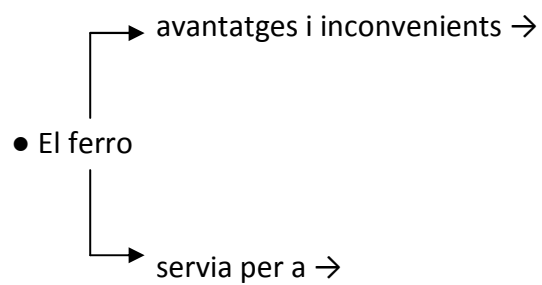 avantatges i inconvenients →
● El ferro
servia per a →